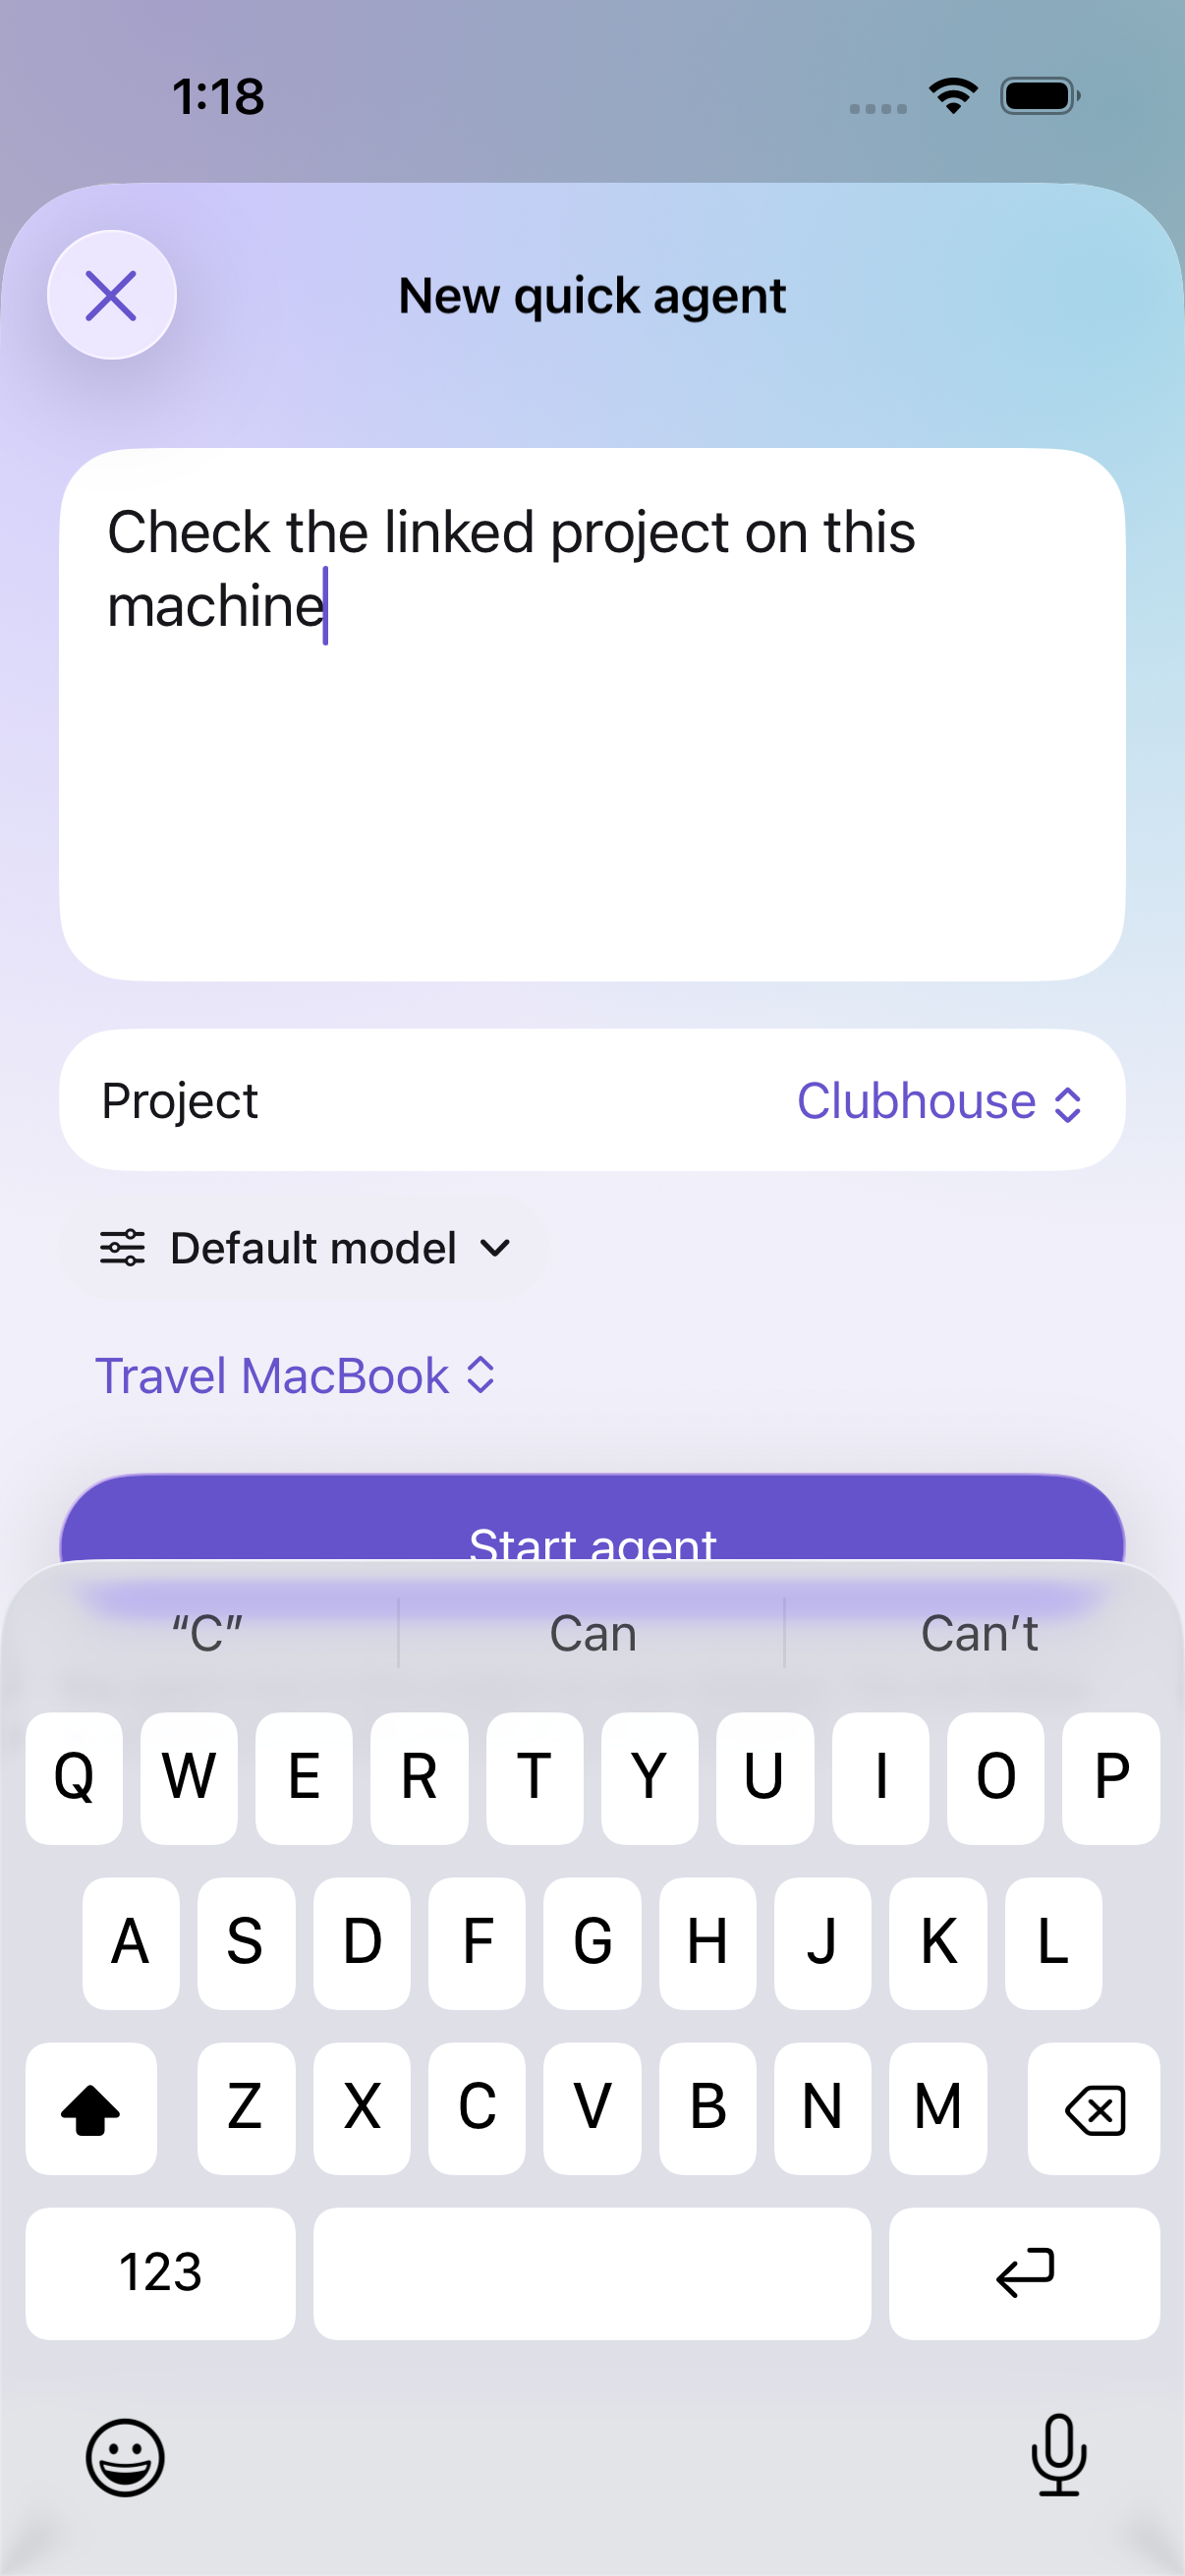 1:18
New quick agent
Check the linked project on this
machine
Project
Clubhouse
Default model
Travel MacBook
Start agent
“C”
Can
Can’t
Q W E R T Y U I O P
A S D F G H J K L
Z X C V B N M
123